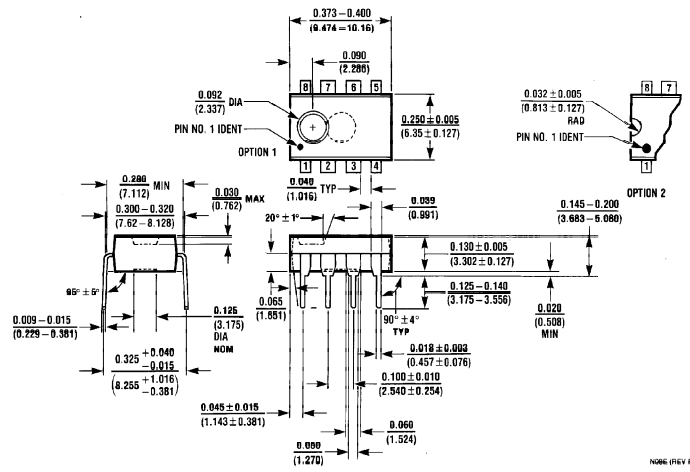 0.373 – 0.400
(9.474 – 10.16)
0.090
(2.286)
8 7 6 5
0.092 DIA
(2.337)
PIN NO. 1 IDENT
OPTION 1
0.250 ± 0.005
(6.35 ± 0.127)
1 2 3 4
0.032 ± 0.005
(0.813 ± 0.127)
RAD
PIN NO. 1 IDENT
8 7
1
OPTION 2
0.280 MIN
(7.112)
0.300 – 0.320
(7.62 – 8.128)
0.030 MAX
(0.762)
0.040 TYP
(1.016)
0.039
(0.991)
20° ± 1°
0.145 – 0.200
(3.683 – 5.080)
0.130 ± 0.005
(3.302 ± 0.127)
0.125 – 0.140
(3.175 – 3.556)
0.020
(0.508)
MIN
95° ± 5°
0.009 – 0.015
(0.229 – 0.381)
0.125
(3.175)
DIA
NOM
0.065
(1.651)
90° ± 4°
TYP
0.325 +0.040 −0.015
(8.255 +1.016 −0.381)
0.018 ± 0.003
(0.457 ± 0.076)
0.100 ± 0.010
(2.540 ± 0.254)
0.045 ± 0.015
(1.143 ± 0.381)
0.060
(1.524)
(1.270)
N08E (REV